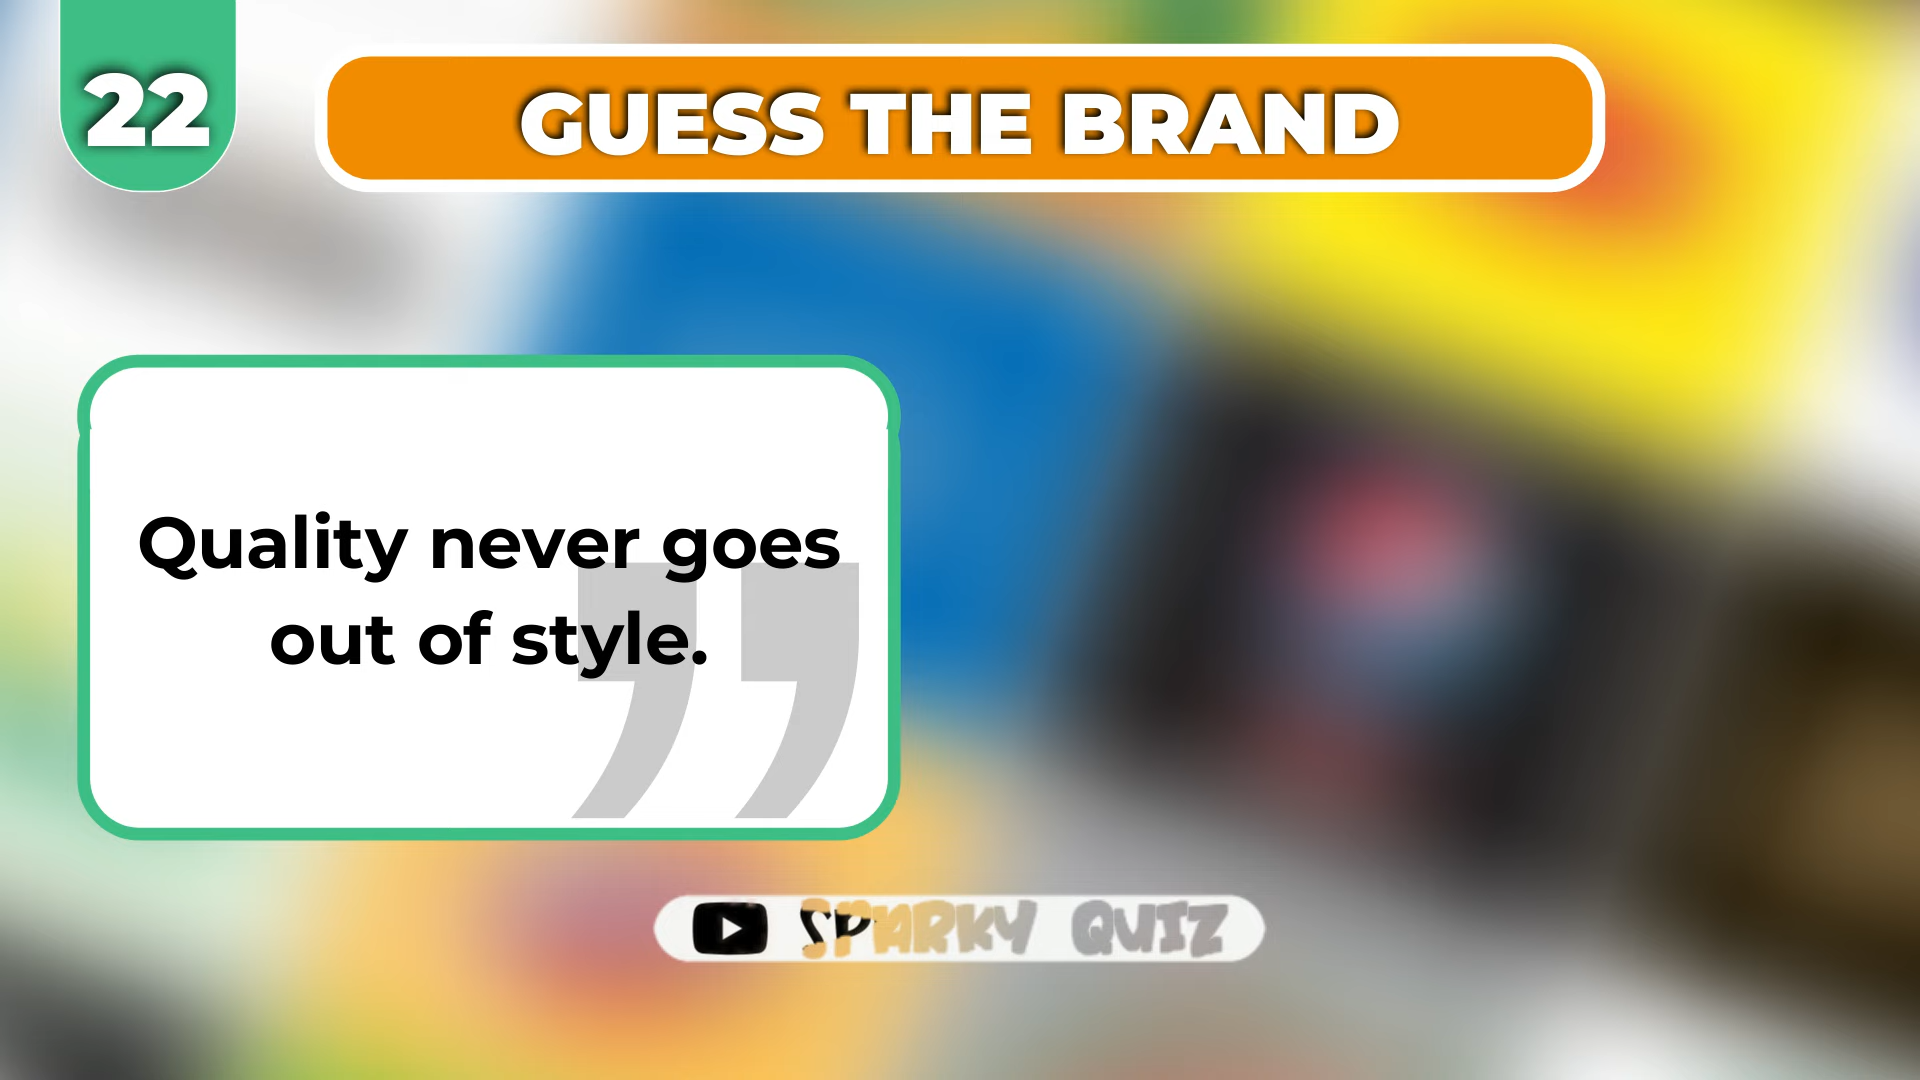 22
GUESS THE BRAND
Quality never goes
out of style.
SPARKY QUIZ